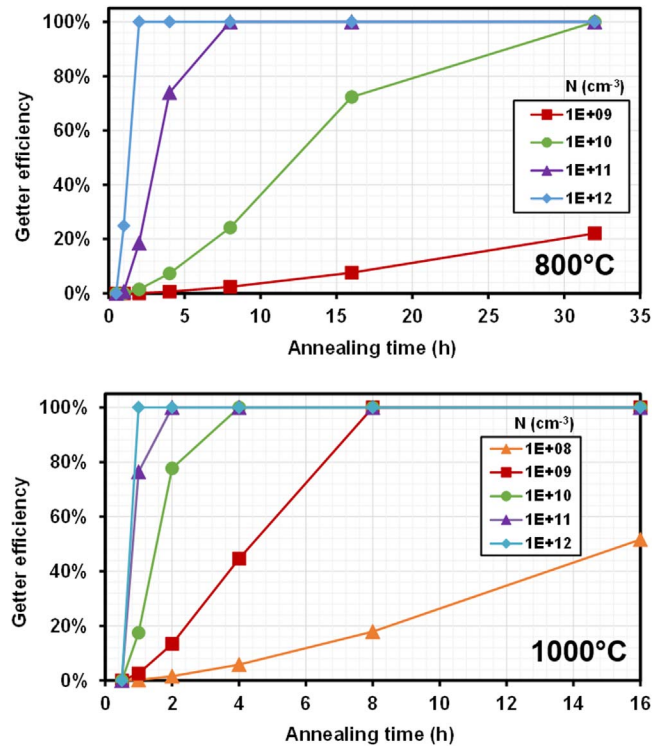 100%
80%
60%
40%
20%
0%
Getter efficiency
N (cm-3)
1E+09
1E+10
1E+11
1E+12
800°C
0 5 10 15 20 25 30 35
Annealing time (h)
100%
80%
60%
40%
20%
0%
Getter efficiency
N (cm-3)
1E+08
1E+09
1E+10
1E+11
1E+12
1000°C
0 2 4 6 8 10 12 14 16
Annealing time (h)